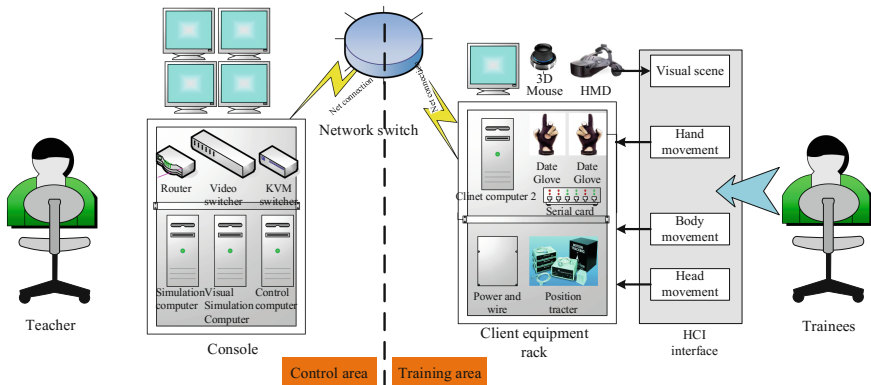 Net connection
Net connection
Network switch
3D
Mouse
HMD
Visual scene
Hand
movement
Body
movement
Head
movement
HCI
interface
Router
Video
switcher
KVM
switcher
Simulation
computer
Visual
Simulation
Computer
Control
computer
Console
Teacher
Date
Glove
Date
Glove
Clinet computer 2
Serial card
Power and
wire
Position
tracter
Client equipment
rack
Trainees
Control area
Training area